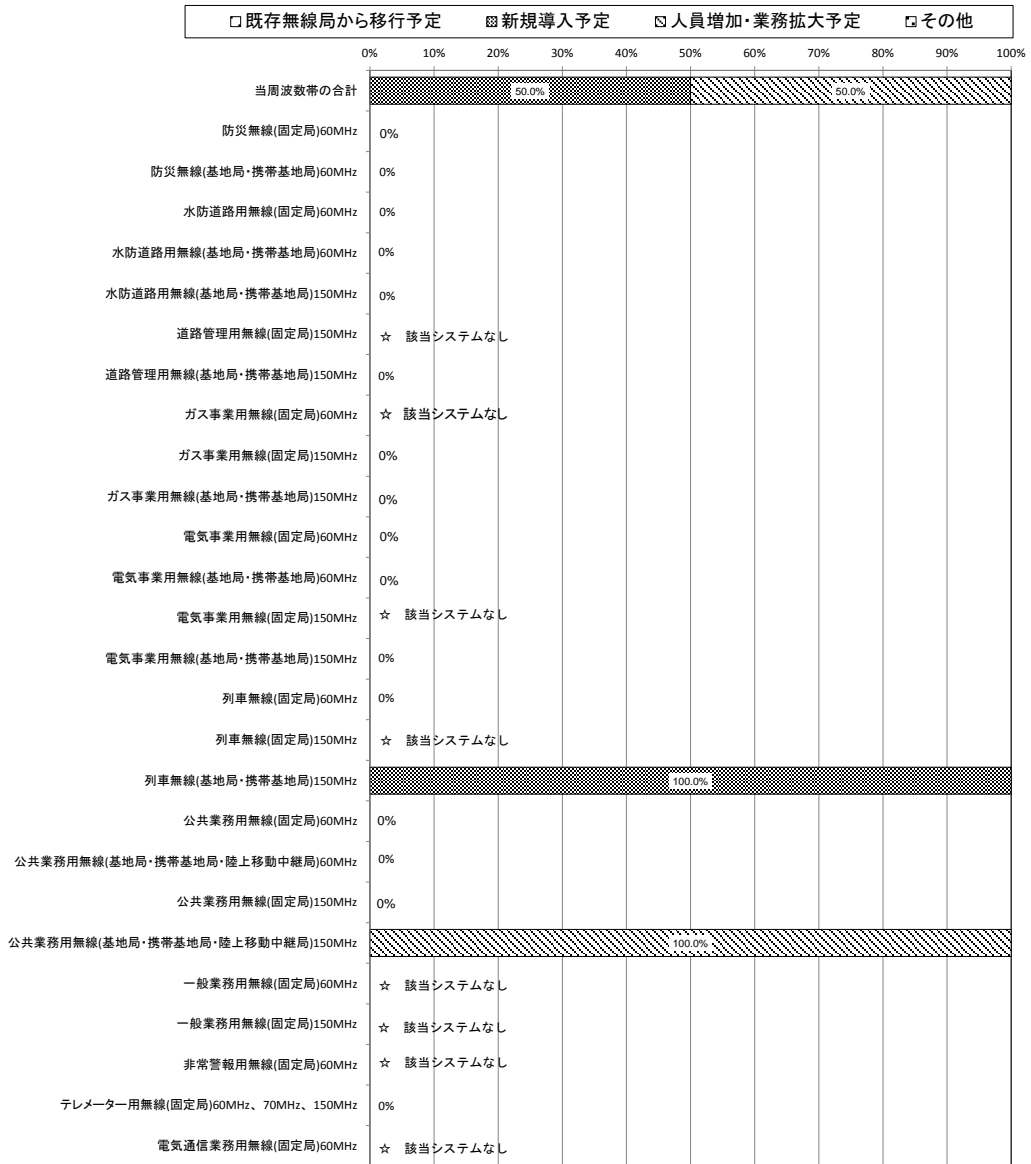 既存無線局から移行予定 新規導入予定 人員増加・業務拡大予定 その他
0% 10% 20% 30% 40% 50% 60% 70% 80% 90% 100%
当周波数帯の合計 50.0% 50.0%
防災無線(固定局)60MHz 0%
防災無線(基地局・携帯基地局)60MHz 0%
水防道路用無線(固定局)60MHz 0%
水防道路用無線(基地局・携帯基地局)60MHz 0%
水防道路用無線(基地局・携帯基地局)150MHz 0%
道路管理用無線(固定局)150MHz ☆ 該当システムなし
道路管理用無線(基地局・携帯基地局)150MHz 0%
ガス事業用無線(固定局)60MHz ☆ 該当システムなし
ガス事業用無線(固定局)150MHz 0%
ガス事業用無線(基地局・携帯基地局)150MHz 0%
電気事業用無線(固定局)60MHz 0%
電気事業用無線(基地局・携帯基地局)60MHz 0%
電気事業用無線(固定局)150MHz ☆ 該当システムなし
電気事業用無線(基地局・携帯基地局)150MHz 0%
列車無線(固定局)60MHz 0%
列車無線(固定局)150MHz ☆ 該当システムなし
列車無線(基地局・携帯基地局)150MHz 100.0%
公共業務用無線(固定局)60MHz 0%
公共業務用無線(基地局・携帯基地局・陸上移動中継局)60MHz 0%
公共業務用無線(固定局)150MHz 0%
公共業務用無線(基地局・携帯基地局・陸上移動中継局)150MHz 100.0%
一般業務用無線(固定局)60MHz ☆ 該当システムなし
一般業務用無線(固定局)150MHz ☆ 該当システムなし
非常警報用無線(固定局)60MHz ☆ 該当システムなし
テレメーター用無線(固定局)60MHz、70MHz、150MHz 0%
電気通信業務用無線(固定局)60MHz ☆ 該当システムなし